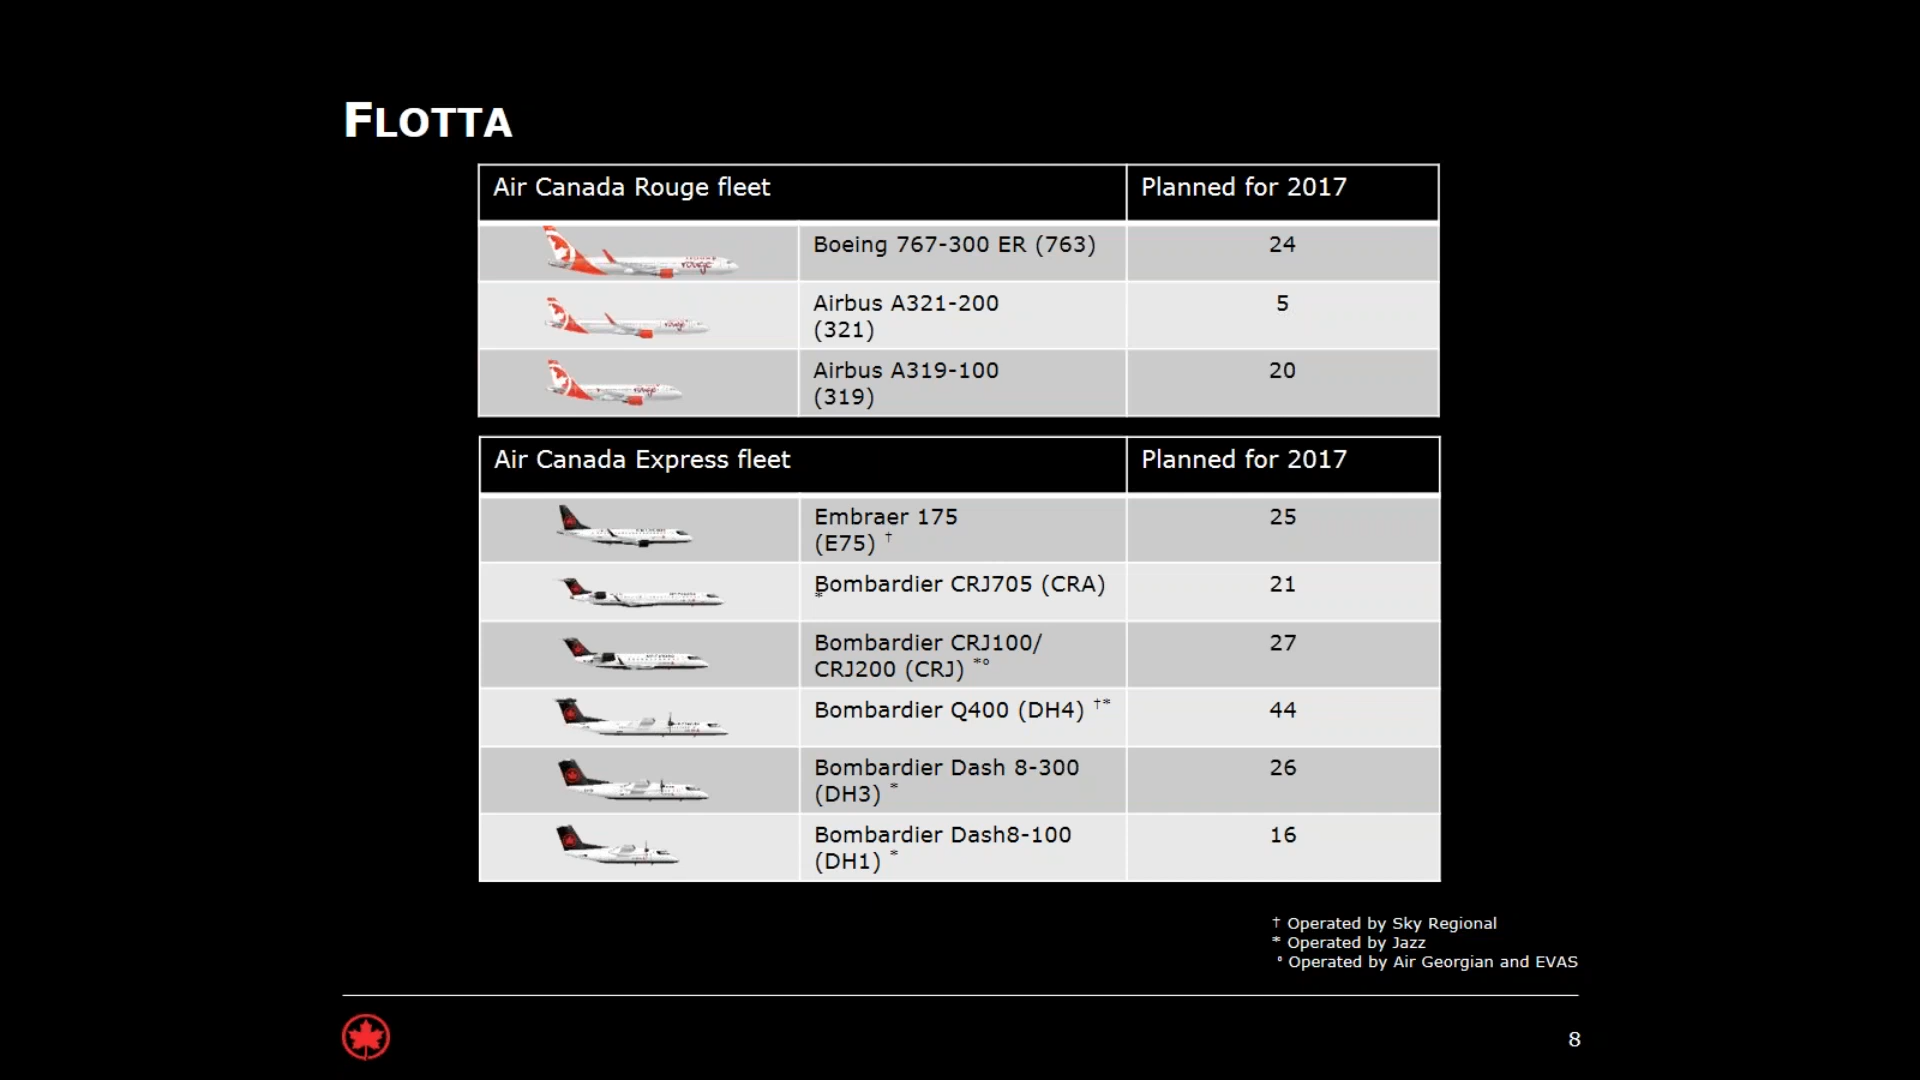 FLOTTA
Air Canada Rouge fleet Planned for 2017
Boeing 767-300 ER (763) 24
rouge
Airbus A321-200 5
(321)
rouge
Airbus A319-100 20
(319)
rouge
Air Canada Express fleet Planned for 2017
Embraer 175 25
(E75) †
Bombardier CRJ705 (CRA) 21
*
Bombardier CRJ100/ 27
CRJ200 (CRJ) *°
Bombardier Q400 (DH4) †* 44
Bombardier Dash 8-300 26
(DH3) *
Bombardier Dash8-100 16
(DH1) *
† Operated by Sky Regional
* Operated by Jazz
° Operated by Air Georgian and EVAS
8